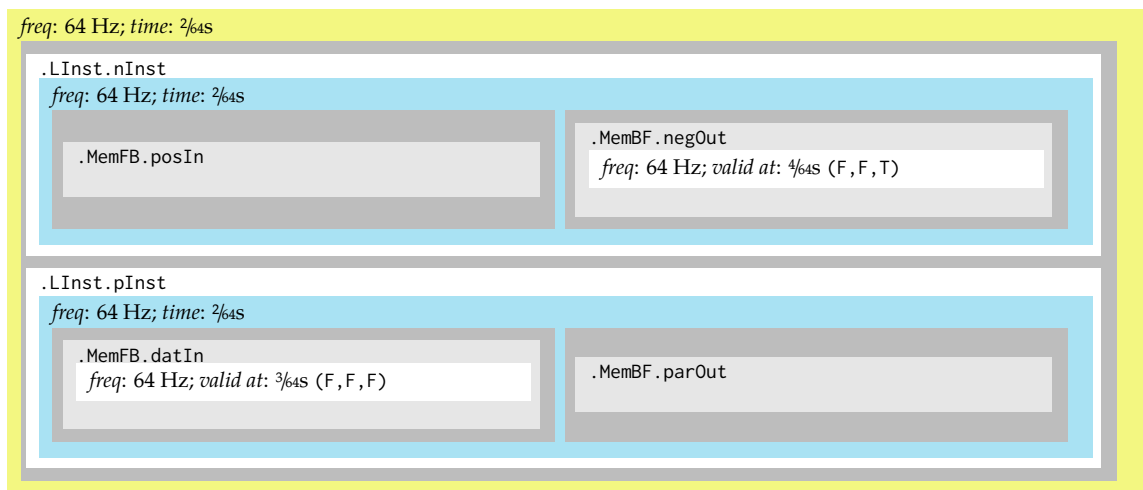 freq: 64 Hz; time: 2/64s
.LInst.nInst
freq: 64 Hz; time: 2/64s
.MemFB.posIn
.MemBF.negOut
freq: 64 Hz; valid at: 4/64s (F,F,T)
.LInst.pInst
freq: 64 Hz; time: 2/64s
.MemFB.datIn
freq: 64 Hz; valid at: 3/64s (F,F,F)
.MemBF.parOut